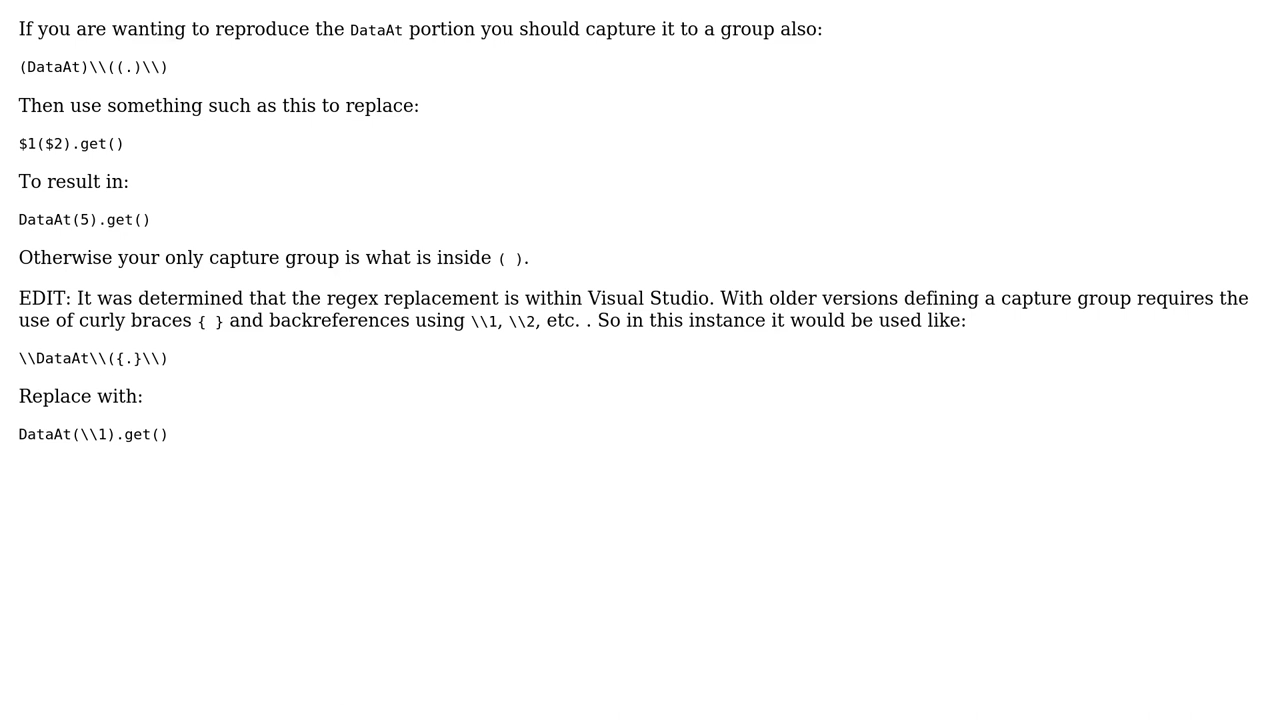 If you are wanting to reproduce the DataAt portion you should capture it to a group also:
(DataAt)\\((.)\\)
Then use something such as this to replace:
$1($2).get()
To result in:
DataAt(5).get()
Otherwise your only capture group is what is inside ( ).
EDIT: It was determined that the regex replacement is within Visual Studio. With older versions defining a capture group requires the
use of curly braces { } and backreferences using \\1, \\2, etc. . So in this instance it would be used like:
\\DataAt\\({.}\\)
Replace with:
DataAt(\\1).get()